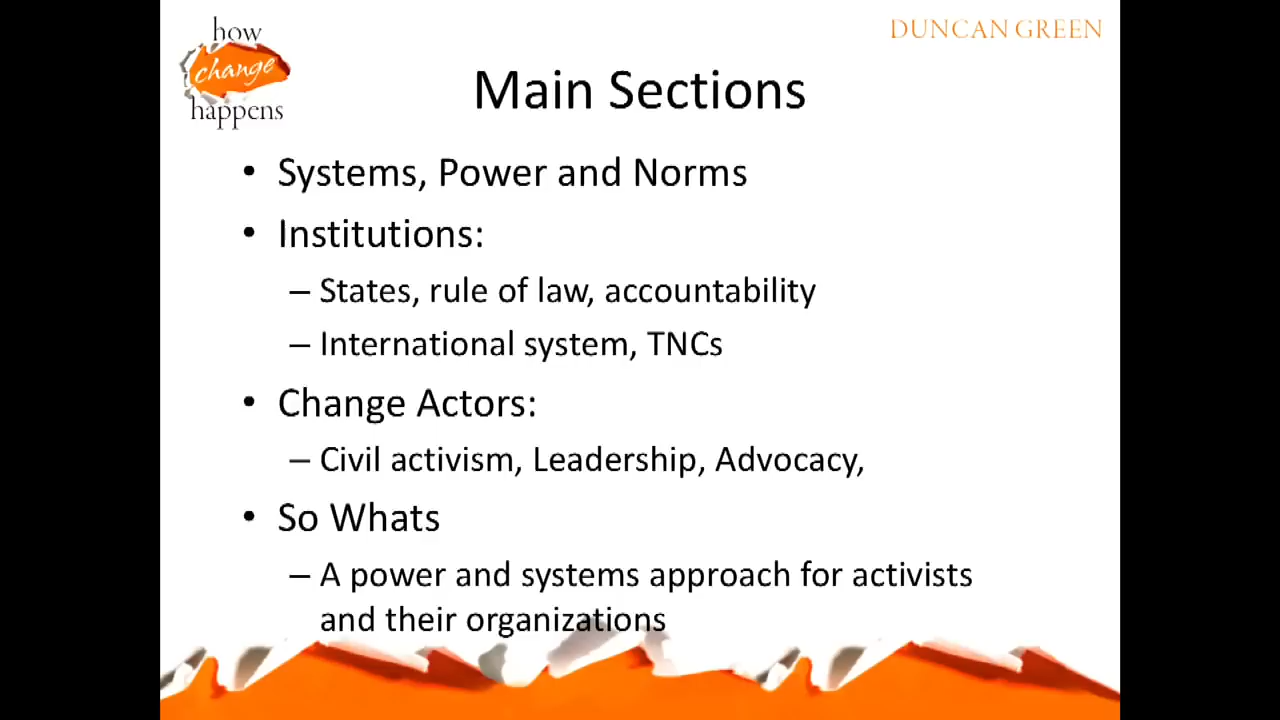 how
change
happens
DUNCAN GREEN
Main Sections
• Systems, Power and Norms
• Institutions:
– States, rule of law, accountability
– International system, TNCs
• Change Actors:
– Civil activism, Leadership, Advocacy,
• So Whats
– A power and systems approach for activists
and their organizations